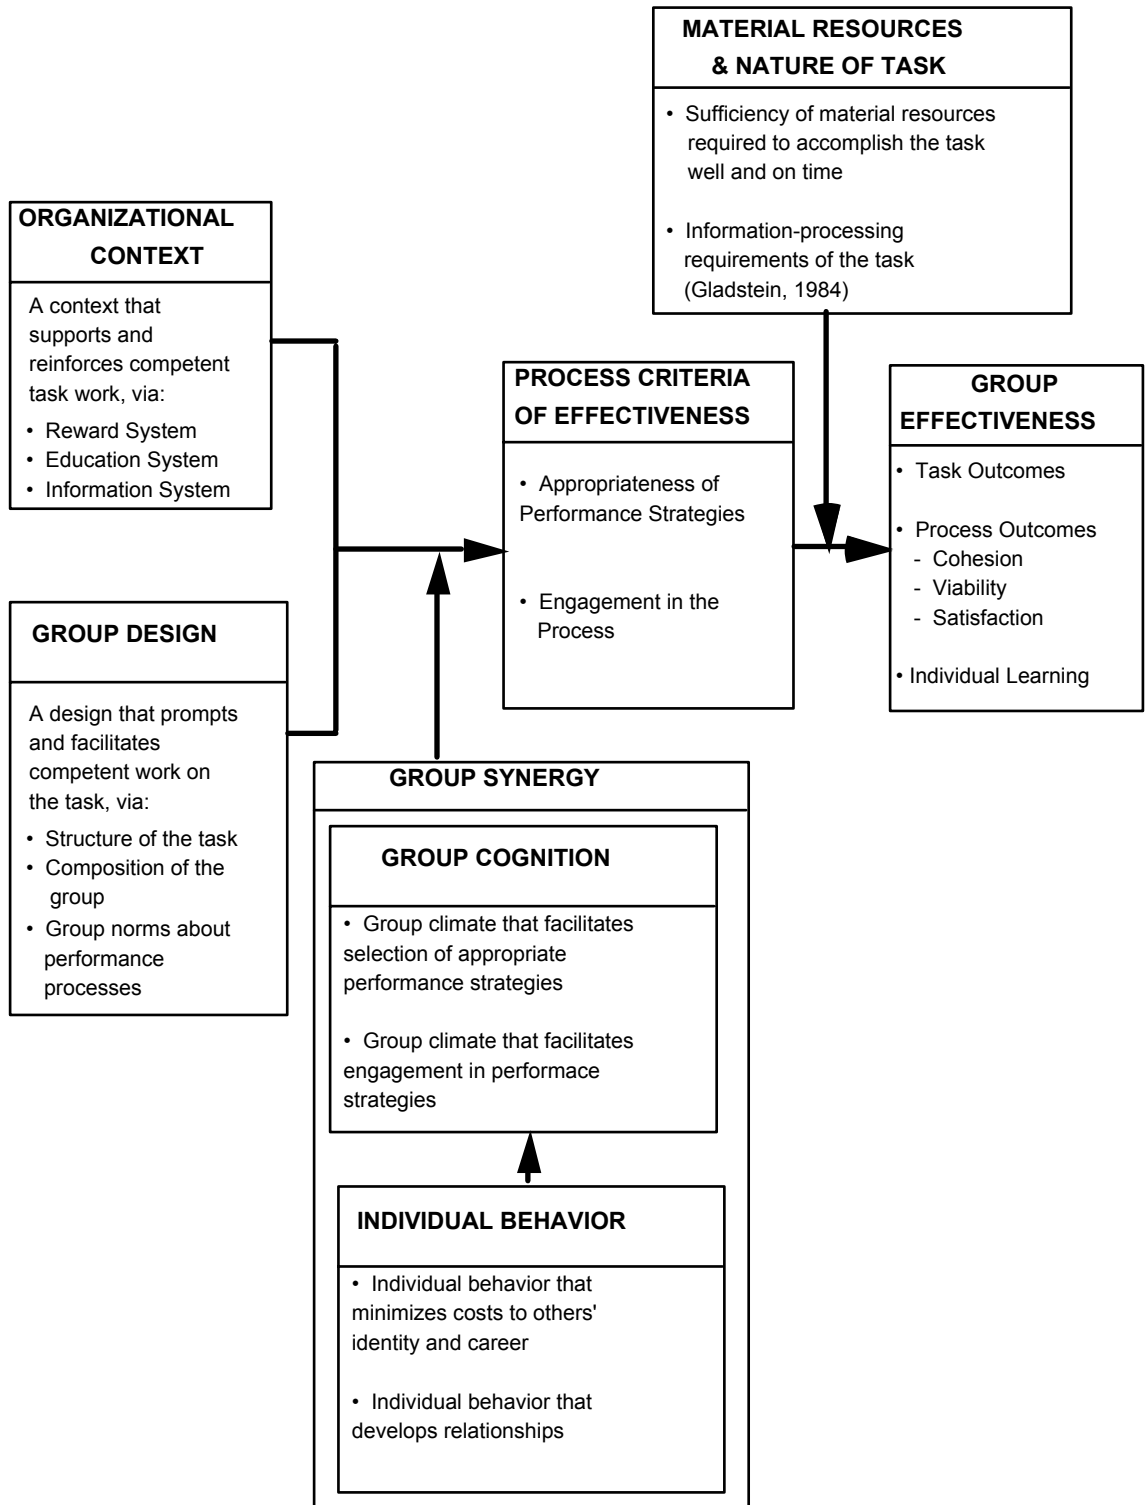 MATERIAL RESOURCES
& NATURE OF TASK
• Sufficiency of material resources
required to accomplish the task
well and on time
• Information-processing
requirements of the task
(Gladstein, 1984)
ORGANIZATIONAL
CONTEXT
A context that
supports and
reinforces competent
task work, via:
• Reward System
• Education System
• Information System
PROCESS CRITERIA
OF EFFECTIVENESS
• Appropriateness of
Performance Strategies
• Engagement in the
Process
GROUP
EFFECTIVENESS
• Task Outcomes
• Process Outcomes
- Cohesion
- Viability
- Satisfaction
• Individual Learning
GROUP DESIGN
A design that prompts
and facilitates
competent work on
the task, via:
• Structure of the task
• Composition of the
group
• Group norms about
performance
processes
GROUP SYNERGY
GROUP COGNITION
• Group climate that facilitates
selection of appropriate
performance strategies
• Group climate that facilitates
engagement in performace
strategies
INDIVIDUAL BEHAVIOR
• Individual behavior that
minimizes costs to others'
identity and career
• Individual behavior that
develops relationships